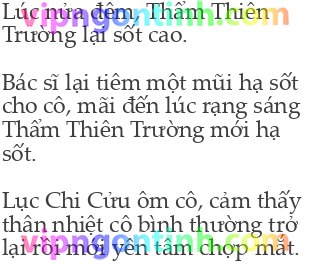 Lúc nửa đêm, Thẩm Thiên
Trường lại sốt cao.
Bác sĩ lại tiêm một mũi hạ sốt
cho cô, mãi đến lúc rạng sáng
Thẩm Thiên Trường mới hạ
sốt.
Lục Chi Cửu ôm cô, cảm thấy
thân nhiệt cô bình thường trở
lại rồi mới yên tâm chợp mắt.
vipngontinh.com
vipngontinh.com